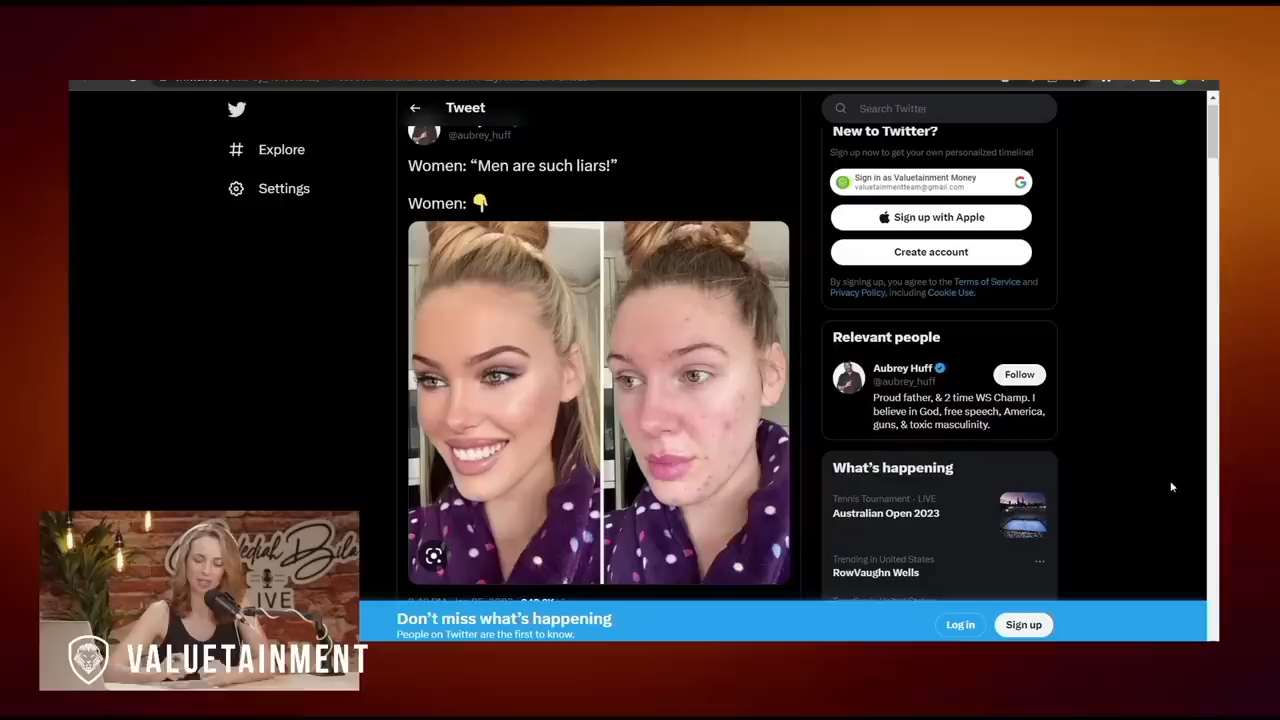 Tweet
@aubrey_huff
Women: “Men are such liars!”
Women: 👇
Explore
Settings
Search Twitter
New to Twitter?
Sign up now to get your own personalized timeline!
Sign in as Valuetainment Money
valuetainmentteam@gmail.com
Sign up with Apple
Create account
By signing up, you agree to the Terms of Service and
Privacy Policy, including Cookie Use.
Relevant people
Aubrey Huff
@aubrey_huff
Follow
Proud father, & 2 time WS Champ. I
believe in God, free speech, America,
guns, & toxic masculinity.
What’s happening
Tennis Tournament · LIVE
Australian Open 2023
Trending in United States
RowVaughn Wells
Don’t miss what’s happening
People on Twitter are the first to know.
Log in
Sign up
LIVE
VALUETAINMENT